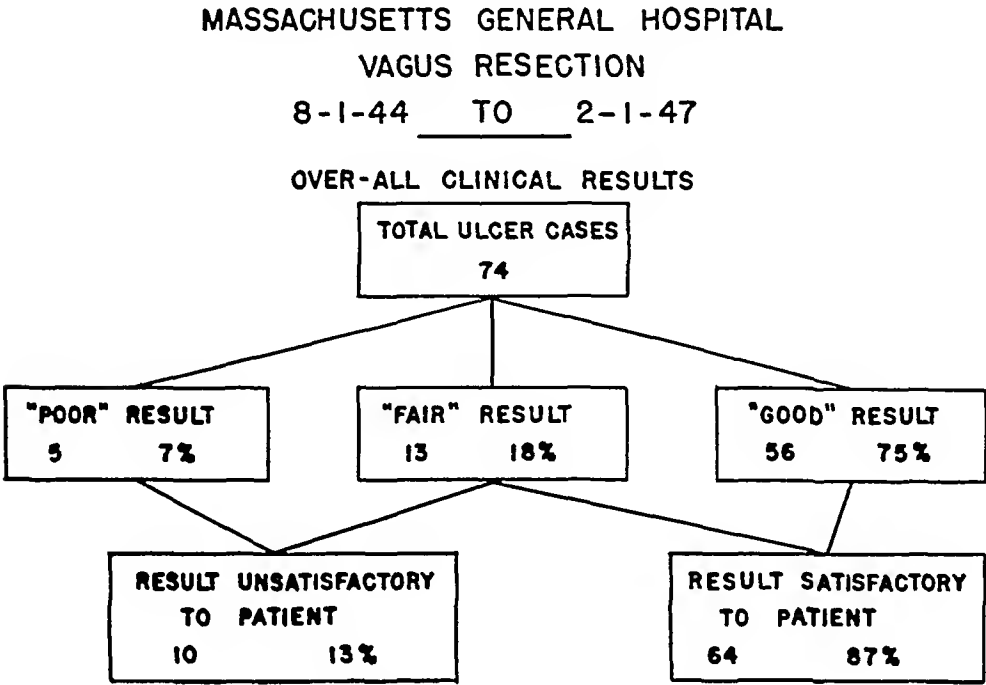 MASSACHUSETTS GENERAL HOSPITAL
VAGUS RESECTION
8-1-44 TO 2-1-47
OVER-ALL CLINICAL RESULTS
TOTAL ULCER CASES
74
"POOR" RESULT
5 7%
"FAIR" RESULT
13 18%
"GOOD" RESULT
56 75%
RESULT UNSATISFACTORY
TO PATIENT
10 13%
RESULT SATISFACTORY
TO PATIENT
64 87%